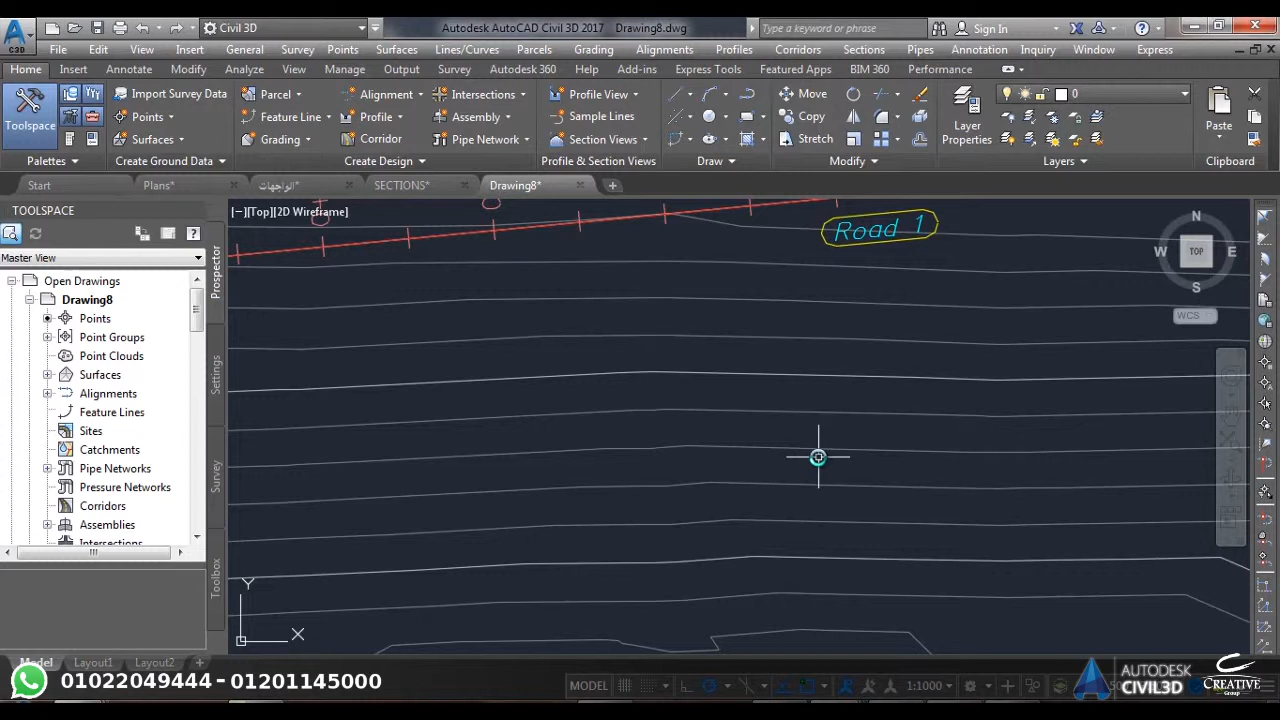 C3D
Civil 3D
Autodesk AutoCAD Civil 3D 2017 Drawing8.dwg
Type a keyword or phrase
Sign In
File Edit View Insert General Survey Points Surfaces Lines/Curves Parcels Grading Alignments Profiles Corridors Sections Pipes Annotation Inquiry Window Express
Home Insert Annotate Modify Analyze View Manage Output Survey Autodesk 360 Help Add-ins Express Tools Featured Apps BIM 360 Performance
Import Survey Data Parcel Alignment Intersections Profile View Move 0
Toolspace Points Feature Line Profile Assembly Sample Lines Copy Layer Properties Paste
Surfaces Grading Corridor Pipe Network Section Views Stretch
Palettes Create Ground Data Create Design Profile & Section Views Draw Modify Layers Clipboard
Start Plans* الواجهات* SECTIONS* Drawing8*
TOOLSPACE
[−][Top][2D Wireframe]
Road 1
N
W TOP E
S
WCS
Master View
Prospector
Settings
Survey
Toolbox
Open Drawings
Drawing8
Points
Point Groups
Point Clouds
Surfaces
Alignments
Feature Lines
Sites
Catchments
Pipe Networks
Pressure Networks
Corridors
Assemblies
Intersections
Y
X
Model Layout1 Layout2
01022049444 - 01201145000
MODEL 1:1000
AUTODESK
CIVIL3D
CREATIVE
Group